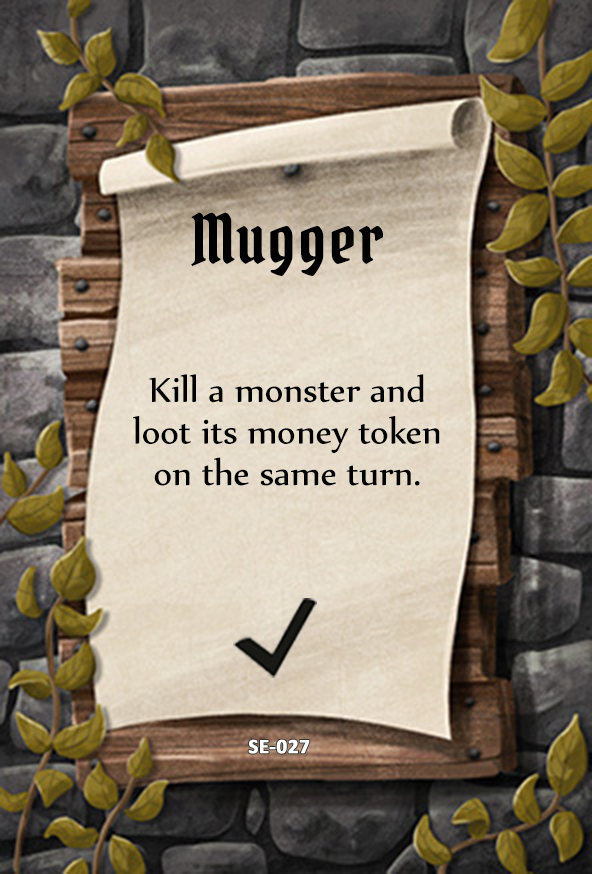 Mugger
Kill a monster and
loot its money token
on the same turn.
SE-027